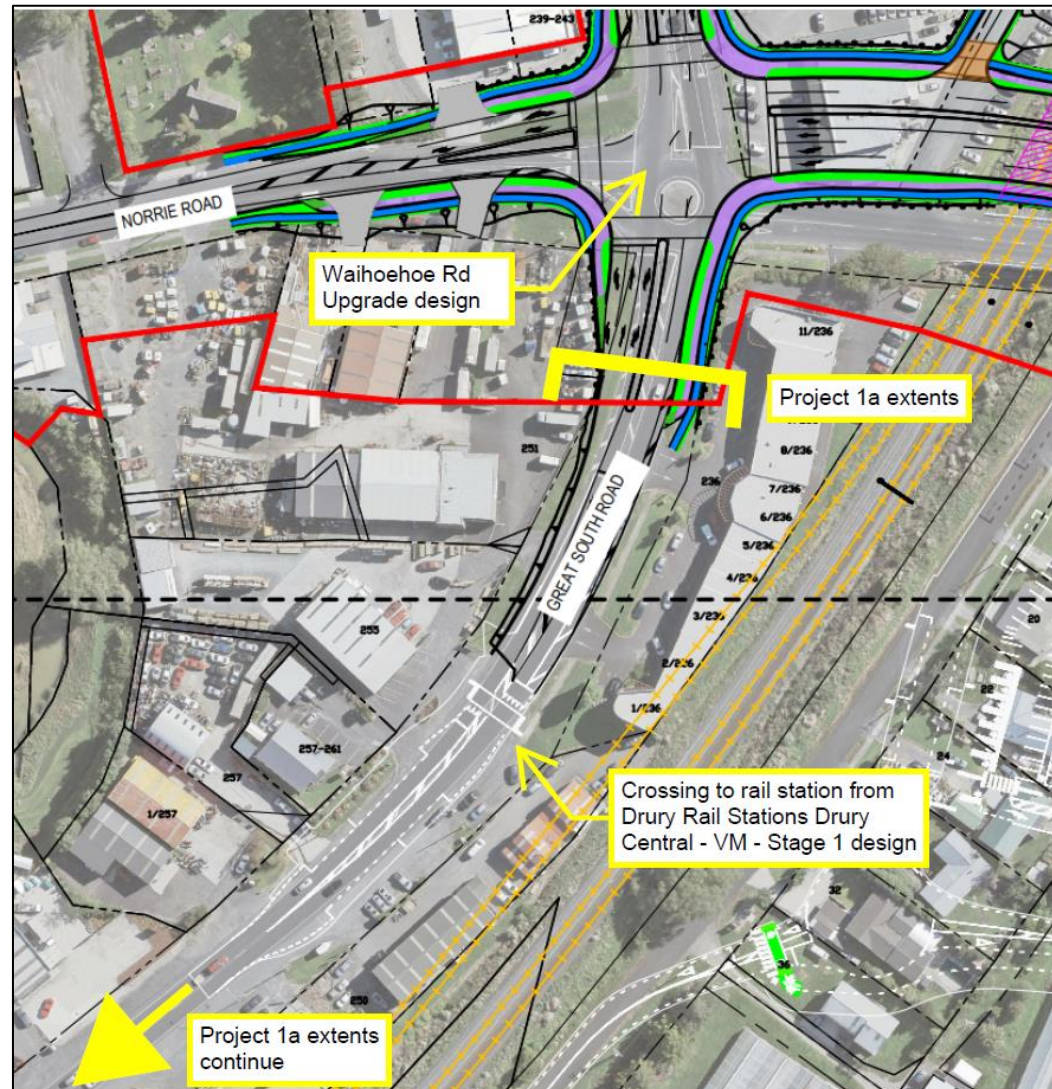 239-243
NORRIE ROAD
Waihoehoe Rd
Upgrade design
11/236
Project 1a extents
8/236
7/236
6/236
5/236
4/236
3/236
2/236
1/236
236
251
GREAT SOUTH ROAD
255
257-261
257
1/257
20
22
24
Crossing to rail station from
Drury Rail Stations Drury
Central - VM - Stage 1 design
32
36
250
Project 1a extents
continue